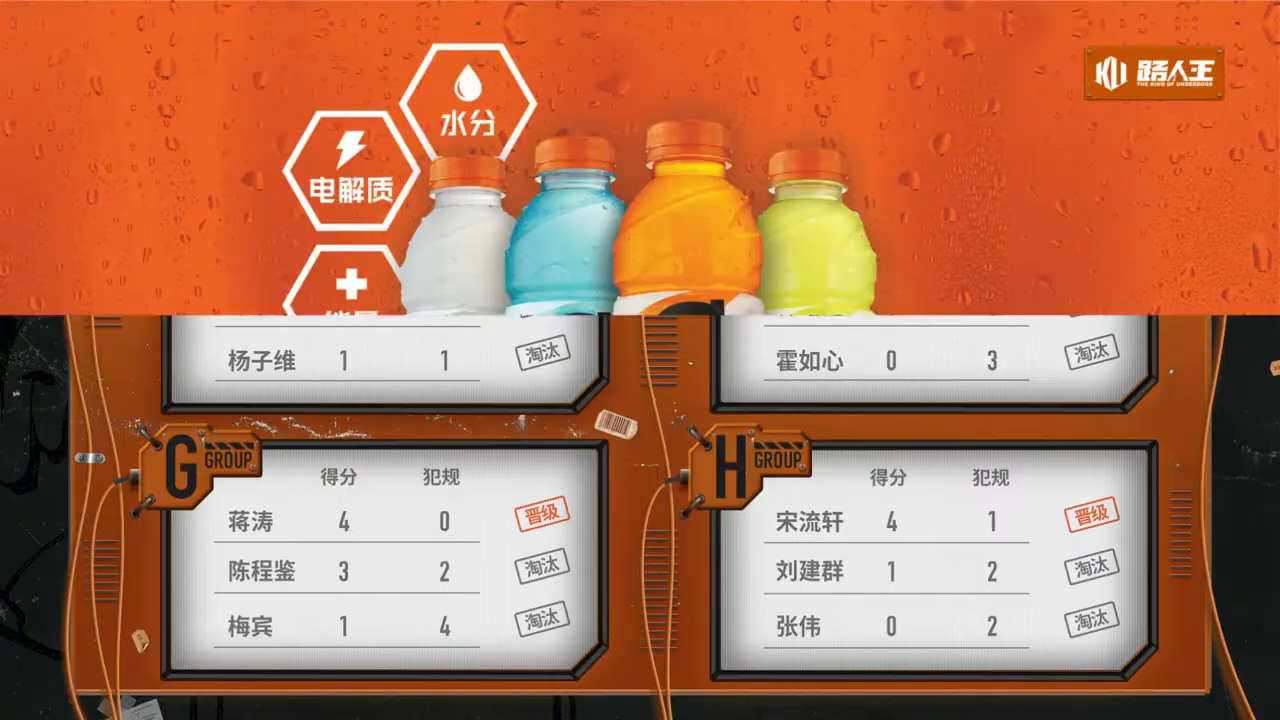 水分
电解质
路人王
THE KING OF UNDERDOGS
杨子维 1 1 淘汰
霍如心 0 3 淘汰
G GROUP
得分 犯规
蒋涛 4 0 晋级
陈程鉴 3 2 淘汰
梅宾 1 4 淘汰
H GROUP
得分 犯规
宋流轩 4 1 晋级
刘建群 1 2 淘汰
张伟 0 2 淘汰